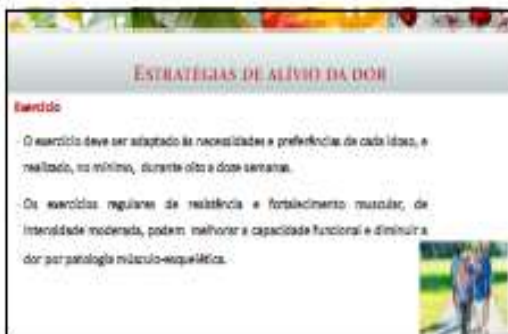 ESTRATÉGIAS DE ALÍVIO DA DOR
Exercício
- O exercício deve ser adaptado às necessidades e preferências de cada idoso, e
realizado, no mínimo, durante oito a doze semanas.
- Os exercícios regulares de resistência e fortalecimento muscular, de
intensidade moderada, podem melhorar a capacidade funcional e diminuir a
dor por patologia músculo-esquelética.